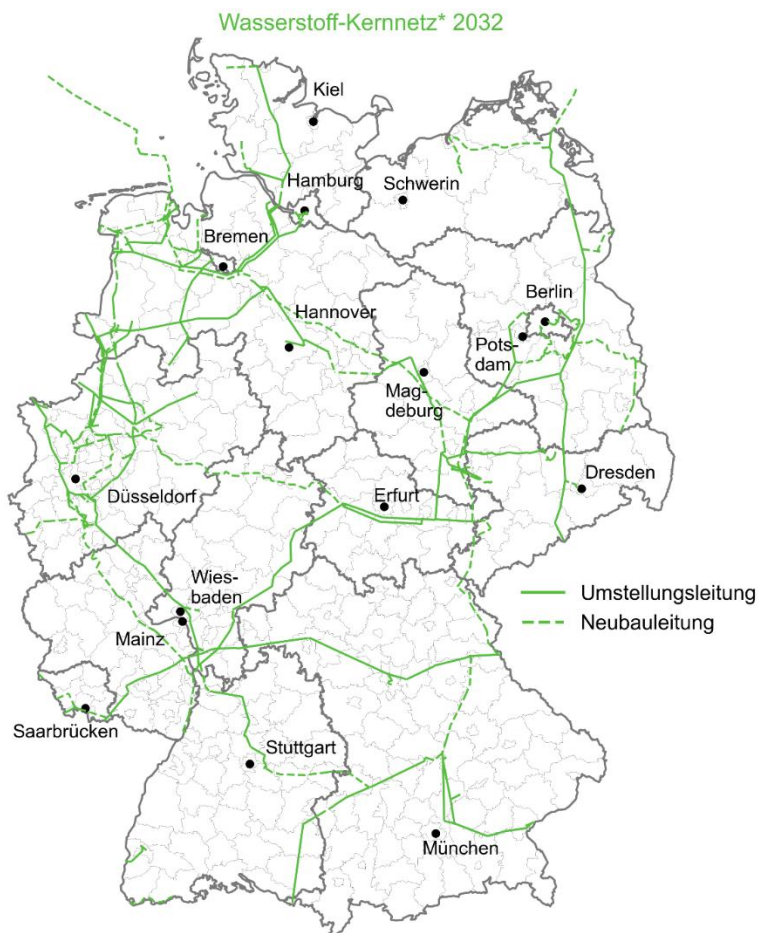 Wasserstoff-Kernnetz* 2032
Kiel
Hamburg
Schwerin
Bremen
Hannover
Berlin
Pots-
dam
Mag-
deburg
Düsseldorf
Erfurt
Dresden
Wies-
baden
Umstellungsleitung
Neubauleitung
Mainz
Saarbrücken
Stuttgart
München